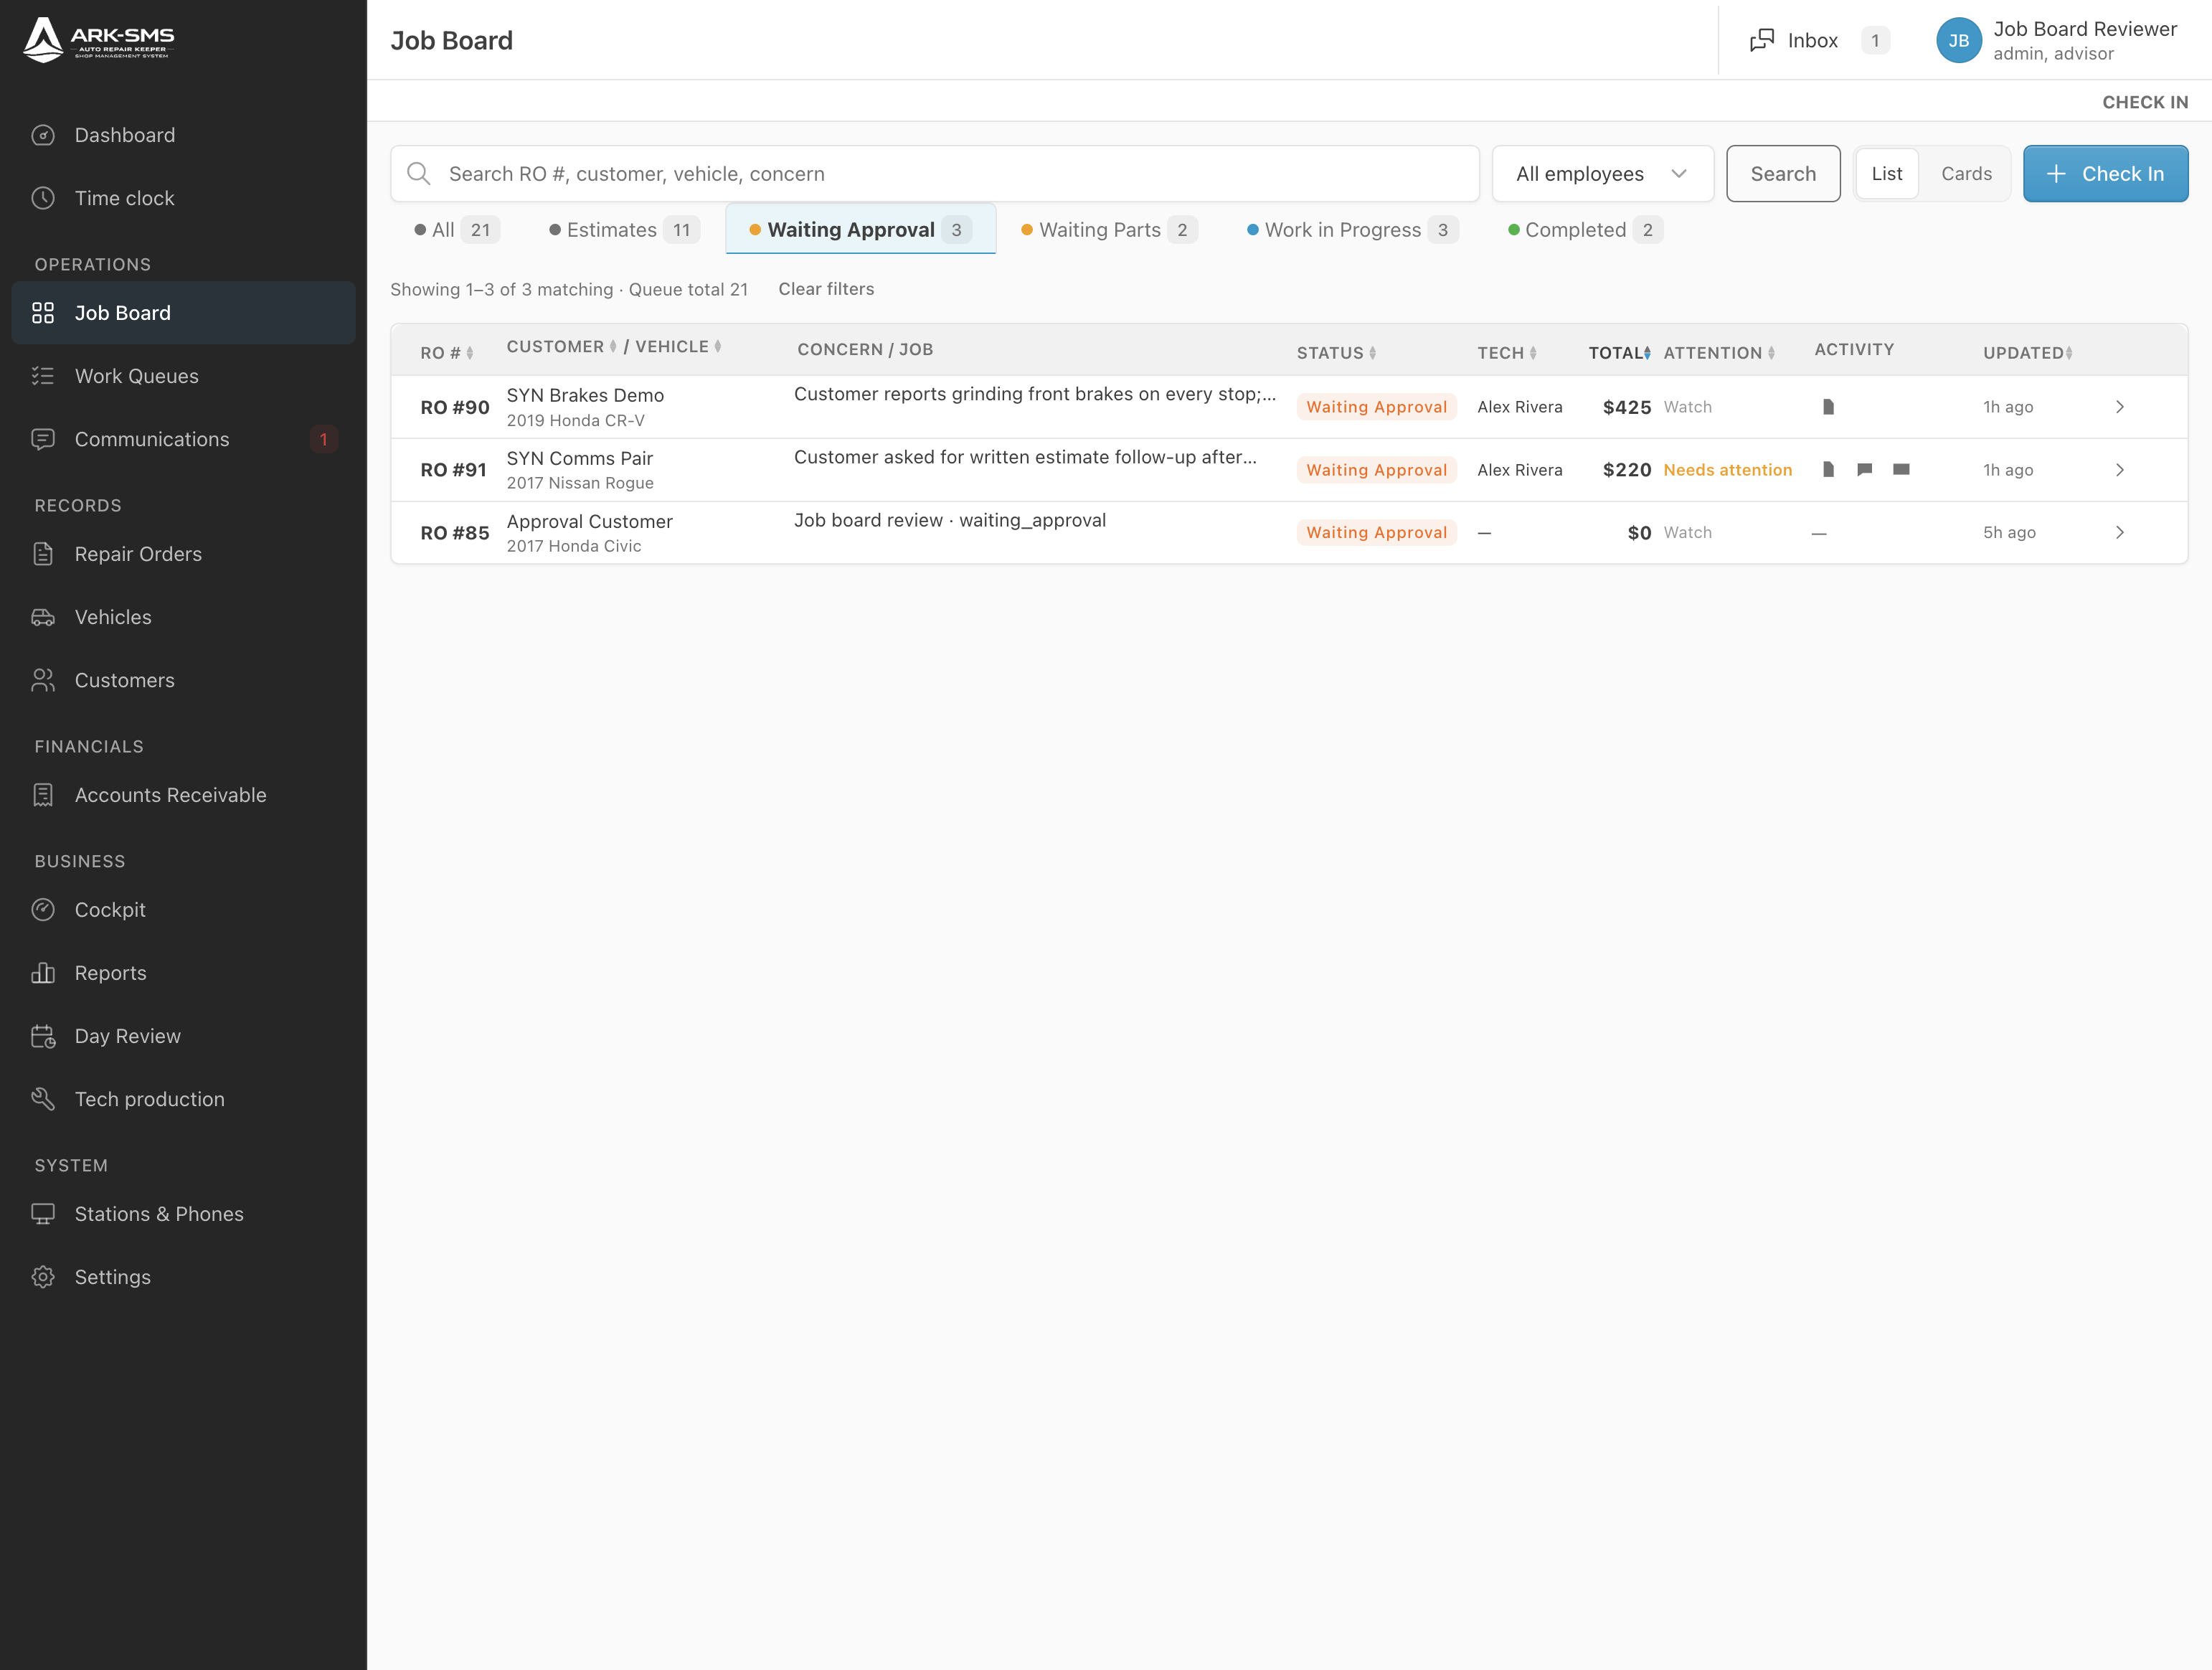 ARK-SMS
AUTO REPAIR KEEPER
SHOP MANAGEMENT SYSTEM
Dashboard
Time clock
OPERATIONS
Job Board
Work Queues
Communications 1
RECORDS
Repair Orders
Vehicles
Customers
FINANCIALS
Accounts Receivable
BUSINESS
Cockpit
Reports
Day Review
Tech production
SYSTEM
Stations & Phones
Settings
Job Board
Inbox 1
JB
Job Board Reviewer
admin, advisor
CHECK IN
Search RO #, customer, vehicle, concern
All employees
Search
List
Cards
Check In
All 21
Estimates 11
Waiting Approval 3
Waiting Parts 2
Work in Progress 3
Completed 2
Showing 1–3 of 3 matching · Queue total 21
Clear filters
RO # CUSTOMER / VEHICLE CONCERN / JOB STATUS TECH TOTAL ATTENTION ACTIVITY UPDATED
RO #90 SYN Brakes Demo Customer reports grinding front brakes on every stop;... Waiting Approval Alex Rivera $425 Watch 1h ago
2019 Honda CR-V
RO #91 SYN Comms Pair Customer asked for written estimate follow-up after... Waiting Approval Alex Rivera $220 Needs attention 1h ago
2017 Nissan Rogue
RO #85 Approval Customer Job board review · waiting_approval Waiting Approval — $0 Watch — 5h ago
2017 Honda Civic